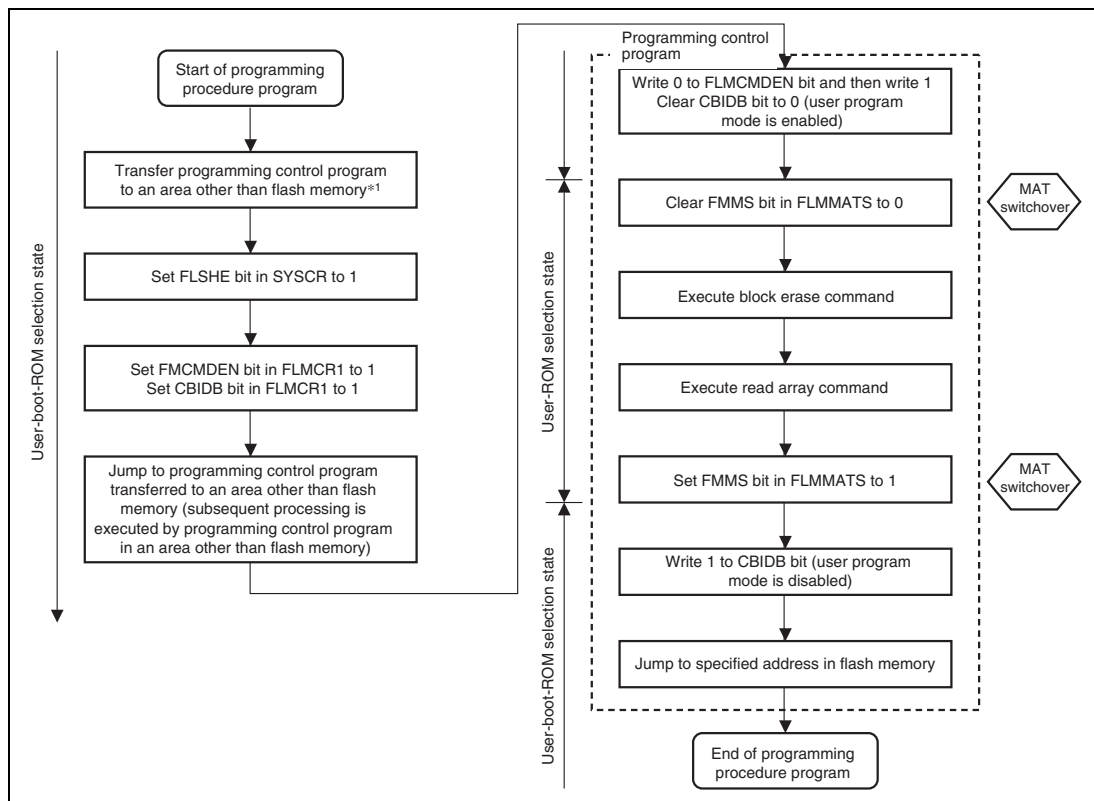 Start of programming
procedure program
Transfer programming control program
to an area other than flash memory*1
Set FLSHE bit in SYSCR to 1
Set FMCMDEN bit in FLMCR1 to 1
Set CBIDB bit in FLMCR1 to 1
Jump to programming control program
transferred to an area other than flash
memory (subsequent processing is
executed by programming control program
in an area other than flash memory)
User-boot-ROM selection state
Programming control
program
Write 0 to FLMCMDEN bit and then write 1
Clear CBIDB bit to 0 (user program
mode is enabled)
Clear FMMS bit in FLMMATS to 0
MAT
switchover
Execute block erase command
Execute read array command
User-ROM selection state
Set FMMS bit in FLMMATS to 1
MAT
switchover
Write 1 to CBIDB bit (user program
mode is disabled)
Jump to specified address in flash memory
User-boot-ROM selection state
End of programming
procedure program